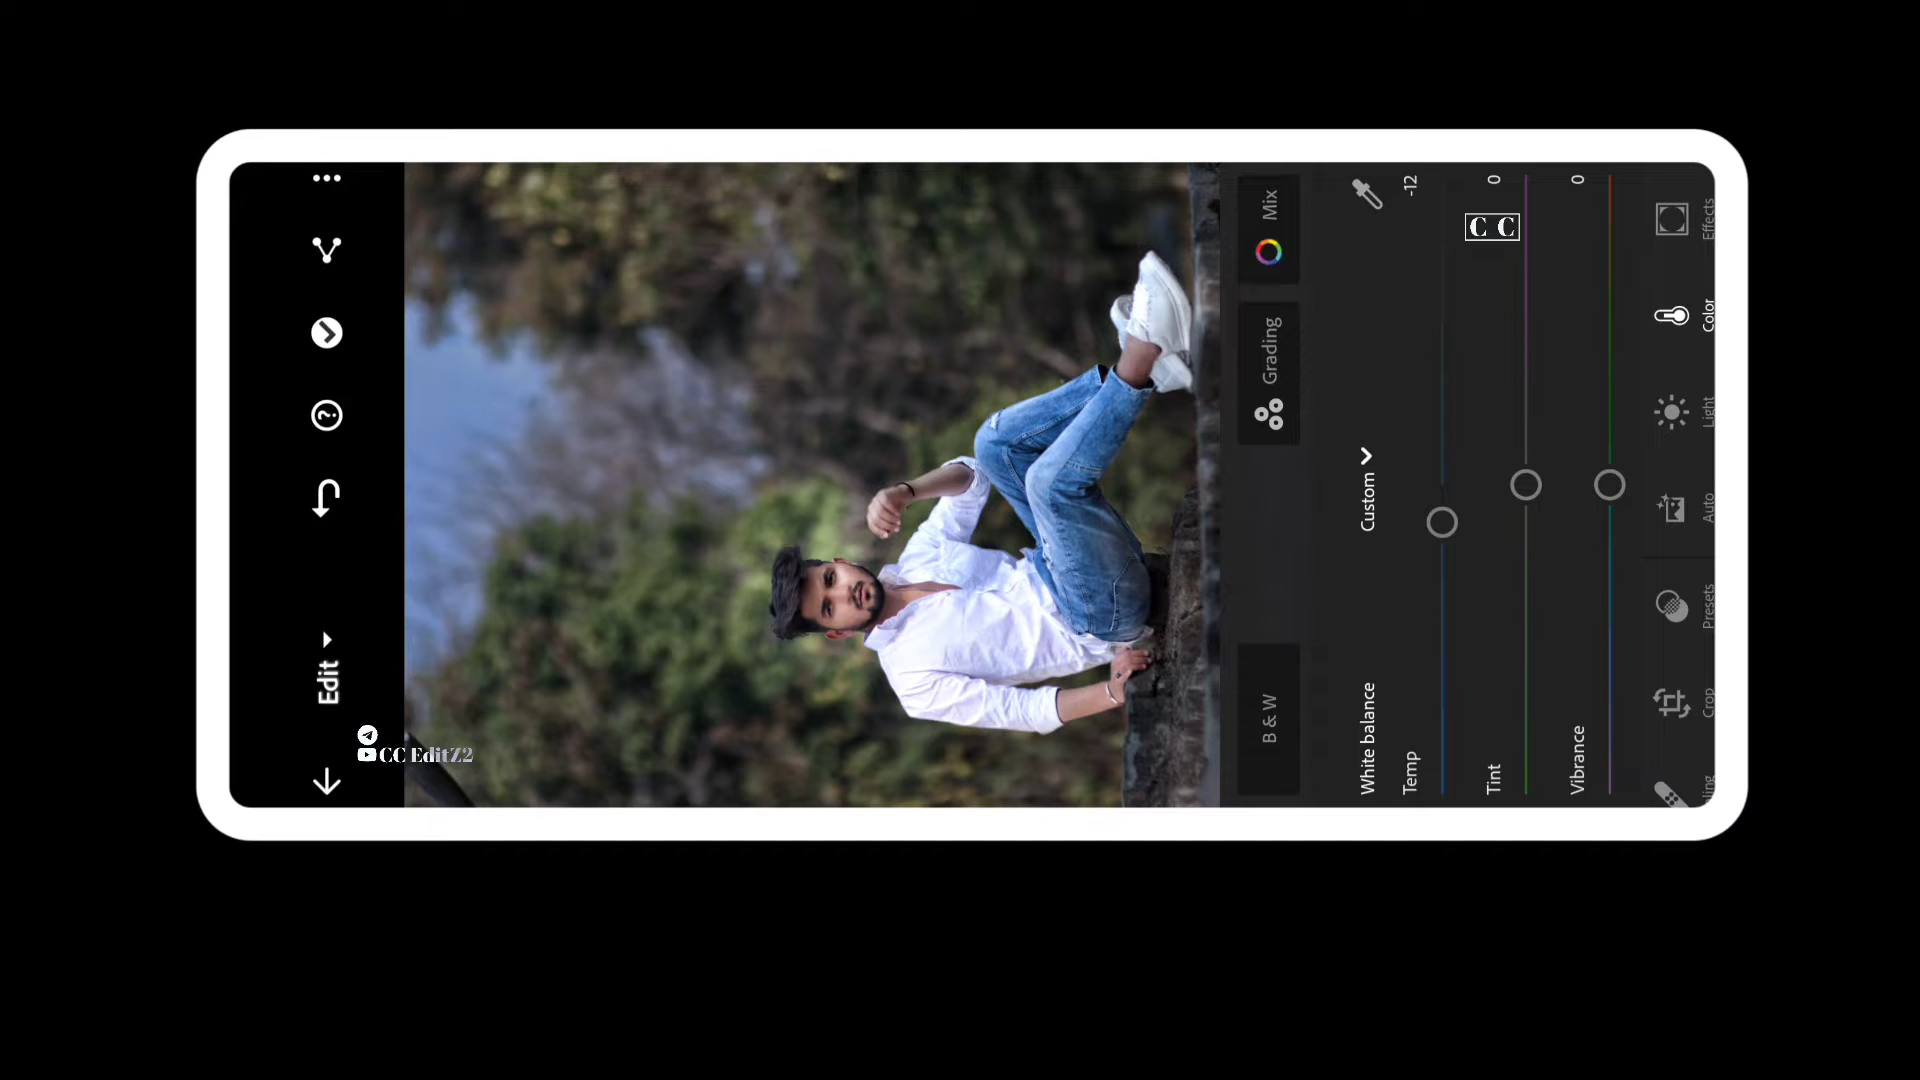 Edit
CC EditZ2
B & W
Grading
Mix
White balance
Custom
Temp
-12
Tint
0
C C
Vibrance
0
Crop
Presets
Auto
Light
Color
Effects